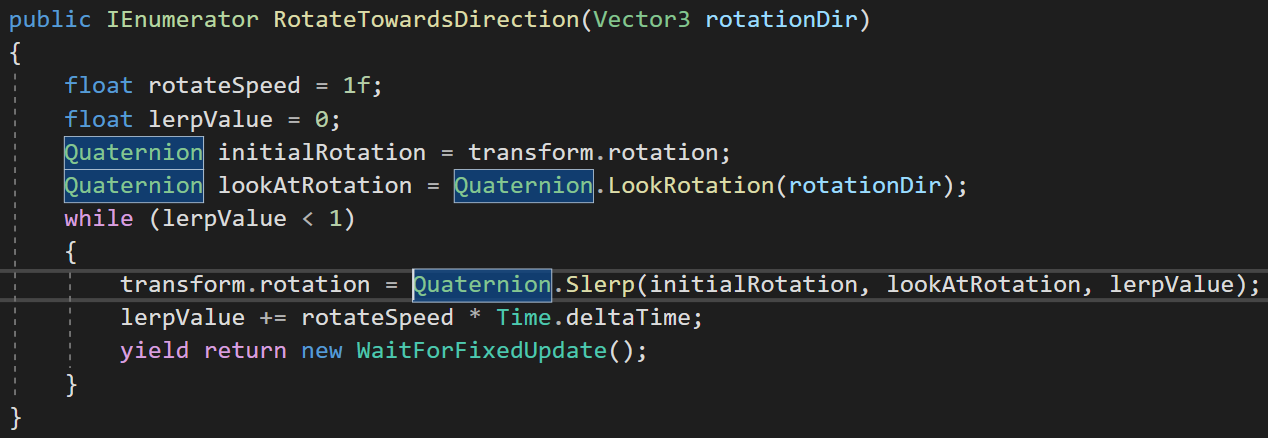 public IEnumerator RotateTowardsDirection(Vector3 rotationDir)
{
    float rotateSpeed = 1f;
    float lerpValue = 0;
    Quaternion initialRotation = transform.rotation;
    Quaternion lookAtRotation = Quaternion.LookRotation(rotationDir);
    while (lerpValue < 1)
    {
        transform.rotation = Quaternion.Slerp(initialRotation, lookAtRotation, lerpValue);
        lerpValue += rotateSpeed * Time.deltaTime;
        yield return new WaitForFixedUpdate();
    }
}